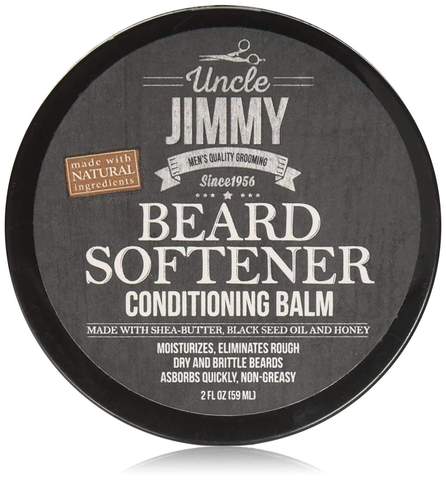 Uncle
JIMMY
MEN'S QUALITY GROOMING
Since1956
made with
NATURAL
ingredients
BEARD
SOFTENER
CONDITIONING BALM
MADE WITH SHEA-BUTTER, BLACK SEED OIL AND HONEY
MOISTURIZES, ELIMINATES ROUGH
DRY AND BRITTLE BEARDS
ASBORBS QUICKLY, NON-GREASY
2 FL OZ (59 ML)